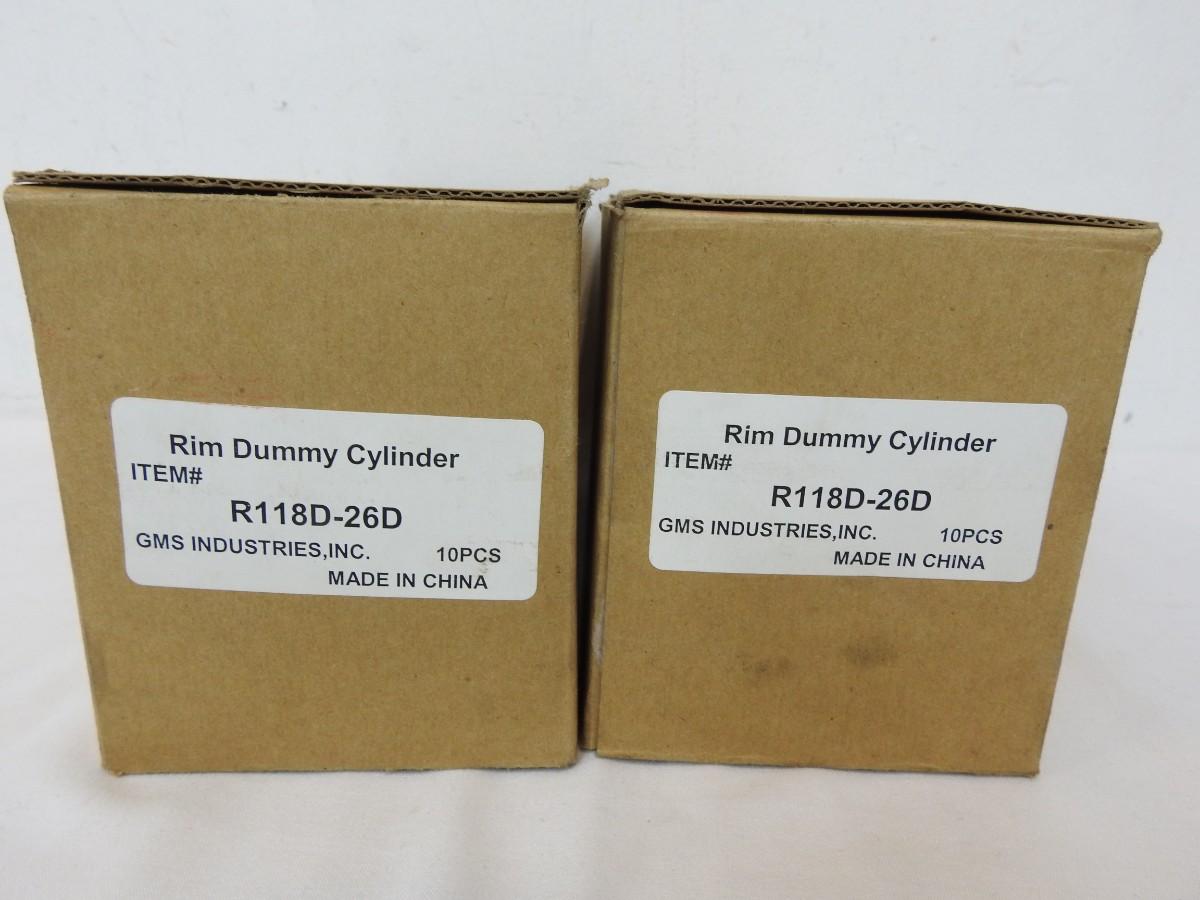 Rim Dummy Cylinder
ITEM#
R118D-26D
GMS INDUSTRIES,INC. 10PCS
MADE IN CHINA
Rim Dummy Cylinder
ITEM#
R118D-26D
GMS INDUSTRIES,INC. 10PCS
MADE IN CHINA